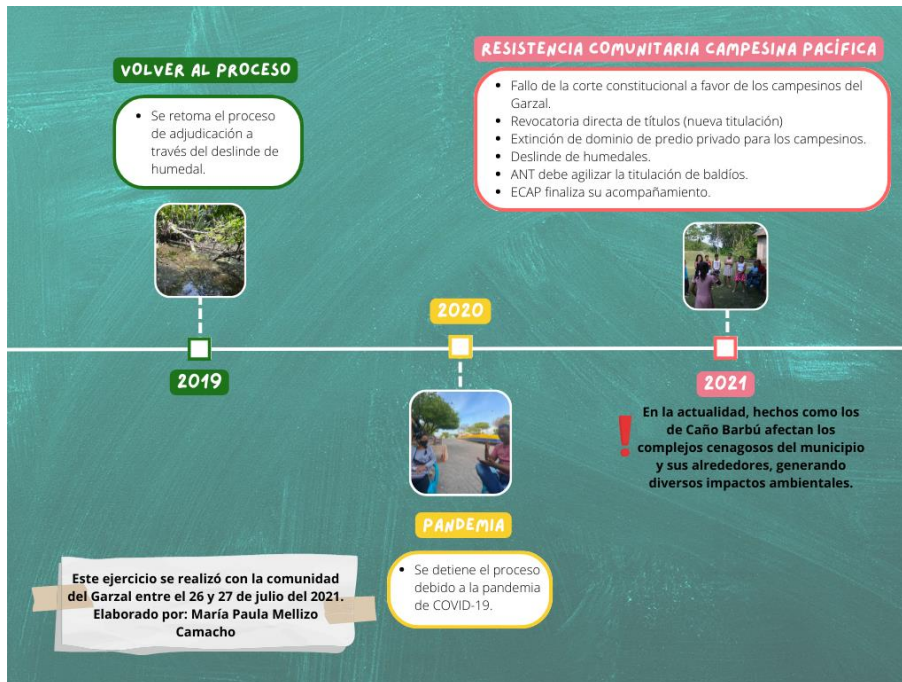 VOLVER AL PROCESO
• Se retoma el proceso
de adjudicación a
través del deslinde de
humedal.
2019
2020
PANDEMIA
• Se detiene el proceso
debido a la pandemia
de COVID-19.
RESISTENCIA COMUNITARIA CAMPESINA PACÍFICA
• Fallo de la corte constitucional a favor de los campesinos del
Garzal.
• Revocatoria directa de títulos (nueva titulación)
• Extinción de dominio de predio privado para los campesinos.
• Deslinde de humedales.
• ANT debe agilizar la titulación de baldíos.
• ECAP finaliza su acompañamiento.
2021
En la actualidad, hechos como los
de Caño Barbú afectan los
complejos cenagosos del municipio
y sus alrededores, generando
diversos impactos ambientales.
Este ejercicio se realizó con la comunidad
del Garzal entre el 26 y 27 de julio del 2021.
Elaborado por: María Paula Mellizo
Camacho